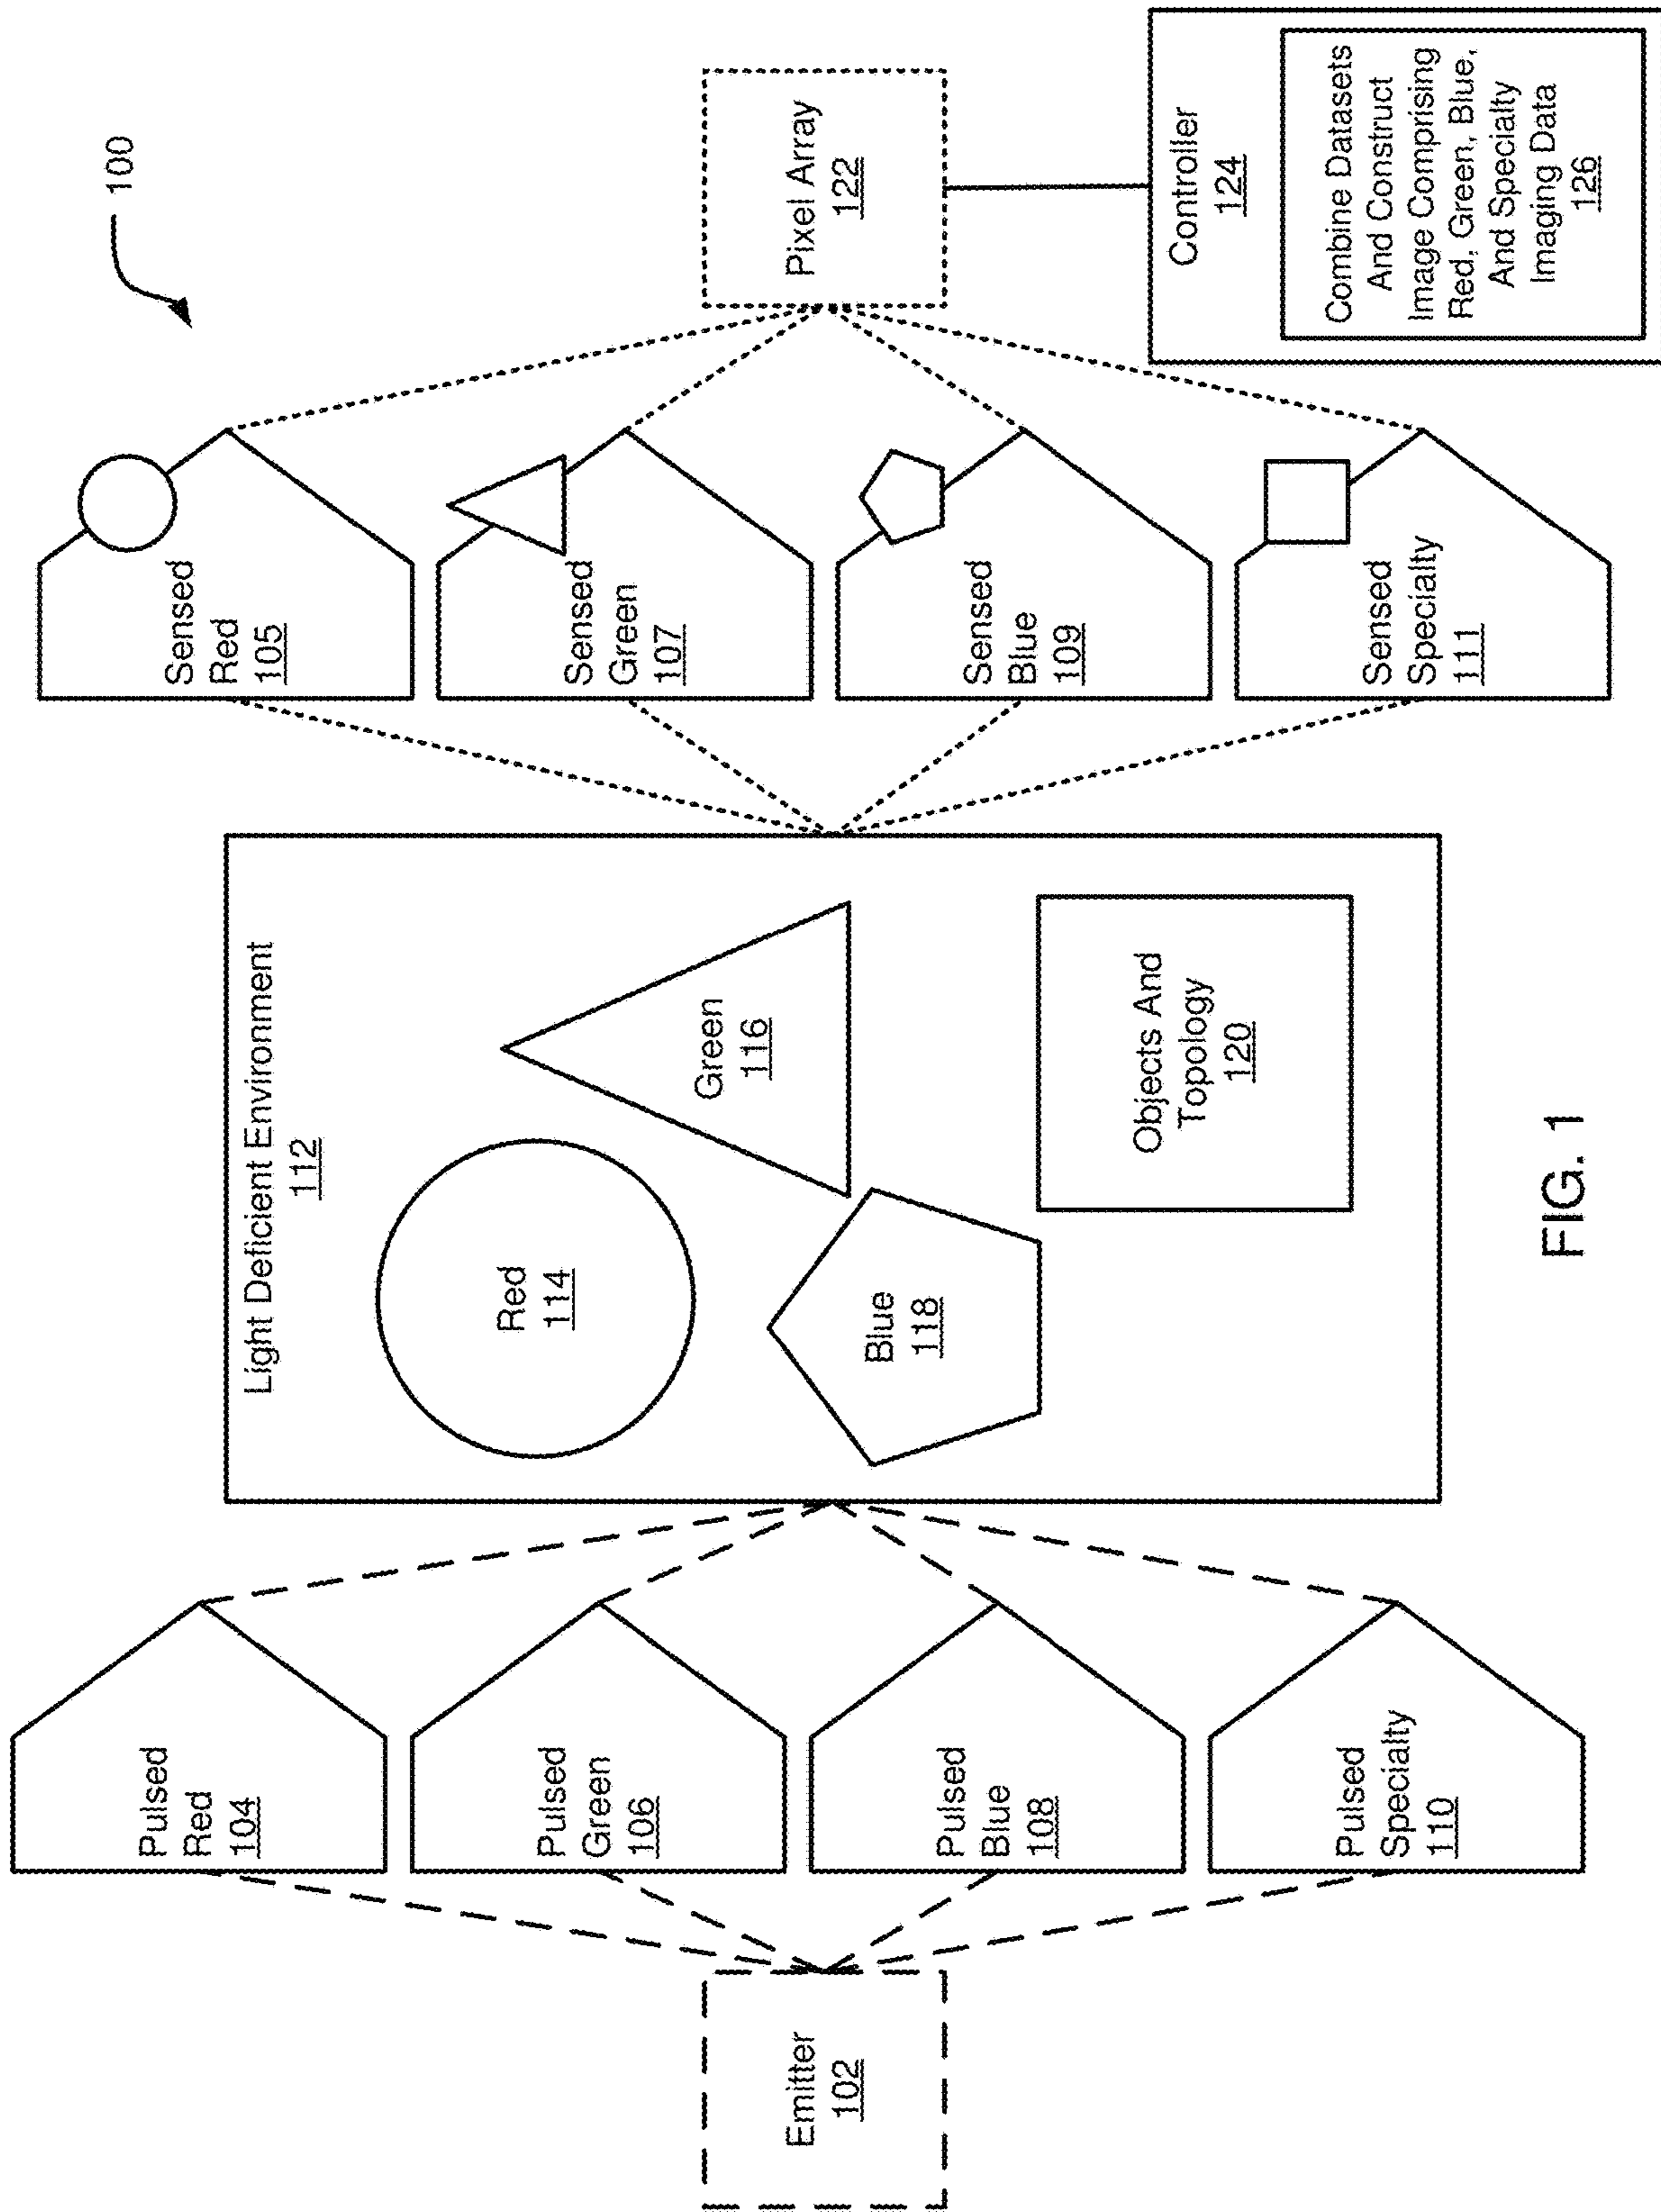 100
Emitter
102
Pulsed
Red
104
Pulsed
Green
106
Pulsed
Blue
108
Pulsed
Specialty
110
Light Deficient Environment
112
Red
114
Green
116
Blue
118
Objects And
Topology
120
Sensed
Red
105
Sensed
Green
107
Sensed
Blue
109
Sensed
Specialty
111
Pixel Array
122
Controller
124
Combine Datasets
And Construct
Image Comprising
Red, Green, Blue,
And Specialty
Imaging Data
126
FIG. 1